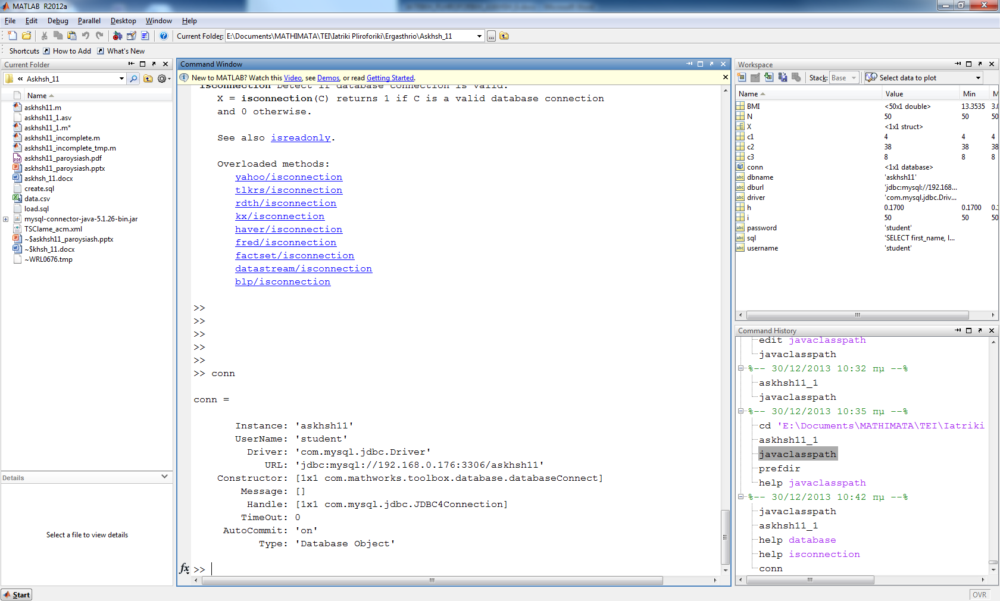 MATLAB R2012a
File Edit Debug Parallel Desktop Window Help
Current Folder: E:\Documents\MATHIMATA\TEI\Iatriki Pliroforiki\Ergasthrio\Askhsh_11 ...
Shortcuts How to Add What's New
Current Folder
« Askhsh_11
Name
askhsh11.m
askhsh11_1.asv
askhsh11_1.m*
askhsh11_incomplete.m
askhsh11_incomplete_tmp.m
askhsh11_paroysiash.pdf
askhsh11_paroysiash.pptx
askhsh_11.docx
create.sql
data.csv
load.sql
mysql-connector-java-5.1.26-bin.jar
TSClame_acm.xml
~$askhsh11_paroysiash.pptx
~$khsh_11.docx
~WRL0676.tmp
Details
Select a file to view details
Command Window
New to MATLAB? Watch this Video, see Demos, or read Getting Started.
isconnection Detect if database connection is valid.
X = isconnection(C) returns 1 if C is a valid database connection
and 0 otherwise.
See also isreadonly.
Overloaded methods:
yahoo/isconnection
tlkrs/isconnection
rdth/isconnection
kx/isconnection
haver/isconnection
fred/isconnection
factset/isconnection
datastream/isconnection
blp/isconnection
>>
>>
>>
>>
>>
>> conn
conn =
Instance: 'askhsh11'
UserName: 'student'
Driver: 'com.mysql.jdbc.Driver'
URL: 'jdbc:mysql://192.168.0.176:3306/askhsh11'
Constructor: [1x1 com.mathworks.toolbox.database.databaseConnect]
Message: []
Handle: [1x1 com.mysql.jdbc.JDBC4Connection]
TimeOut: 0
AutoCommit: 'on'
Type: 'Database Object'
fx >>
Workspace
Stack: Base Select data to plot
Name Value Min M
BMI <50x1 double> 13.3535 3.0
N 50 50 50
X <1x1 struct>
c1 4 4 4
c2 38 38 38
c3 8 8 8
conn <1x1 database>
dbname 'askhsh11'
dburl 'jdbc:mysql://192.168...
driver 'com.mysql.jdbc.Driv...
h 0.1700 0.1700 0.1
i 50 50 50
password 'student'
sql 'SELECT first_name, l...
username 'student'
Command History
edit javaclasspath
javaclasspath
%-- 30/12/2013 10:32 πμ --%
askhsh11_1
javaclasspath
%-- 30/12/2013 10:35 πμ --%
cd 'E:\Documents\MATHIMATA\TEI\Iatriki
askhsh11_1
javaclasspath
prefdir
help javaclasspath
%-- 30/12/2013 10:42 πμ --%
javaclasspath
askhsh11_1
help database
help isconnection
conn
Start
OVR